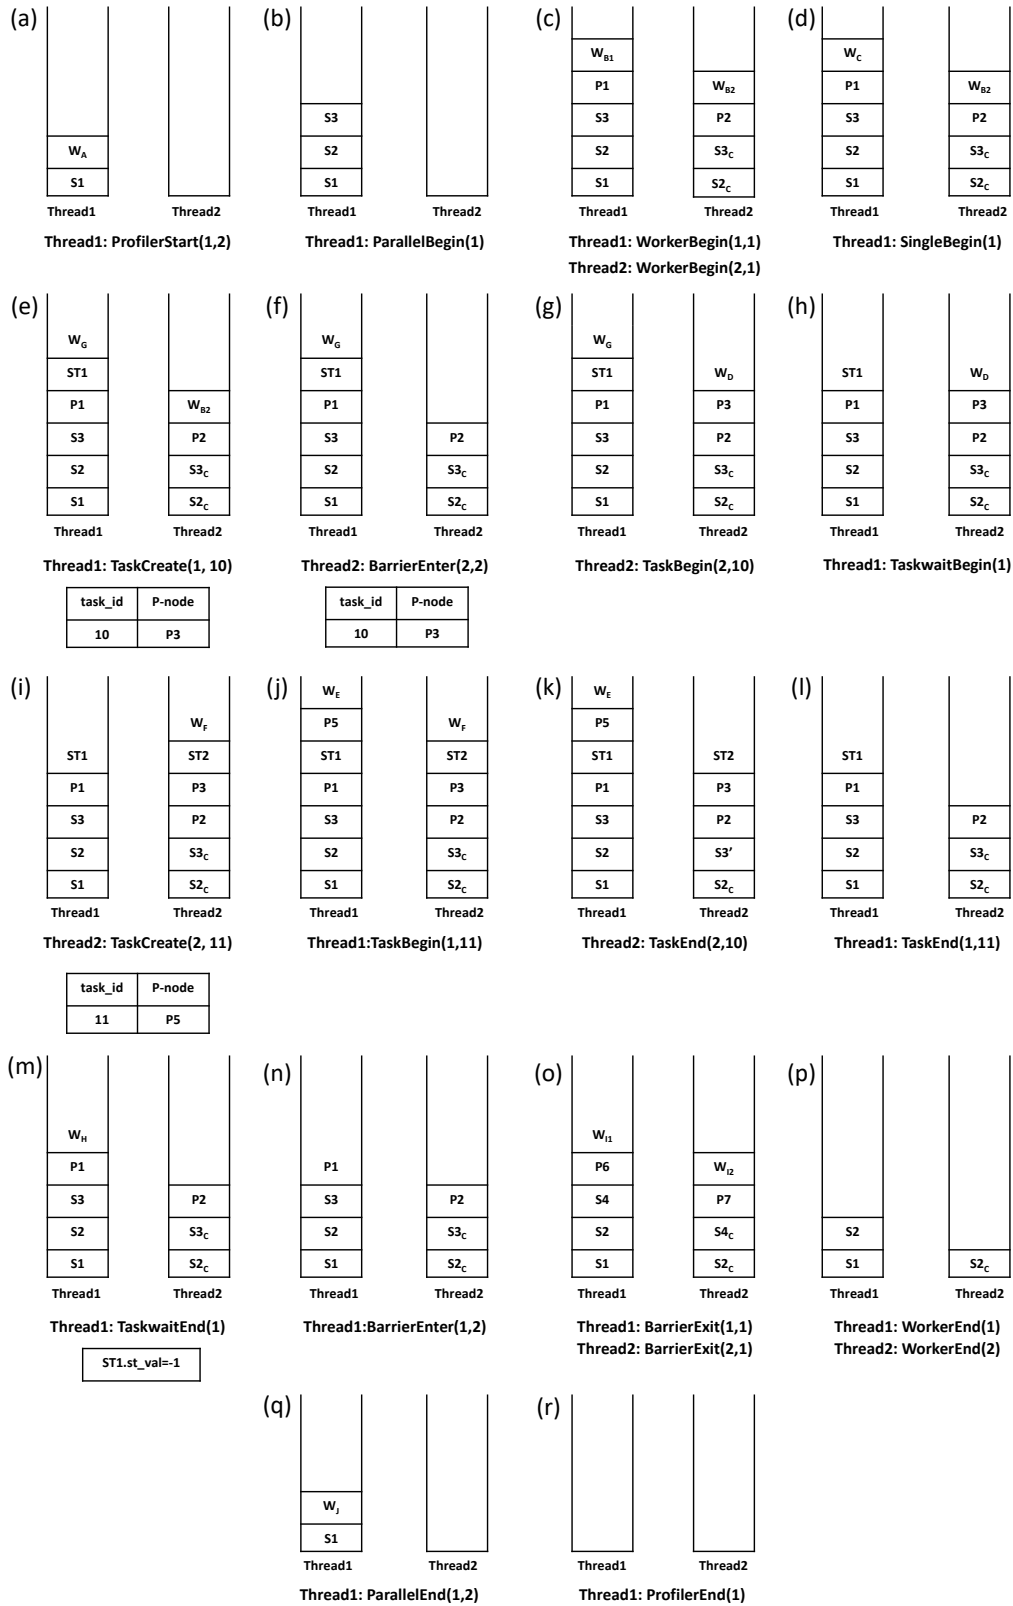 (a)
W_A
S1
Thread1
Thread2
Thread1: ProfilerStart(1,2)
(b)
S3
S2
S1
Thread1
Thread2
Thread1: ParallelBegin(1)
(c)
W_B1
P1
S3
S2
S1
W_B2
P2
S3_C
S2_C
Thread1
Thread2
Thread1: WorkerBegin(1,1)
Thread2: WorkerBegin(2,1)
(d)
W_C
P1
S3
S2
S1
W_B2
P2
S3_C
S2_C
Thread1
Thread2
Thread1: SingleBegin(1)
(e)
W_G
ST1
P1
S3
S2
S1
W_B2
P2
S3_C
S2_C
Thread1
Thread2
Thread1: TaskCreate(1, 10)
task_id P-node
10 P3
(f)
W_G
ST1
P1
S3
S2
S1
P2
S3_C
S2_C
Thread1
Thread2
Thread2: BarrierEnter(2,2)
task_id P-node
10 P3
(g)
W_G
ST1
P1
S3
S2
S1
W_D
P3
P2
S3_C
S2_C
Thread1
Thread2
Thread2: TaskBegin(2,10)
(h)
ST1
P1
S3
S2
S1
W_D
P3
P2
S3_C
S2_C
Thread1
Thread2
Thread1: TaskwaitBegin(1)
(i)
ST1
P1
S3
S2
S1
W_F
ST2
P3
P2
S3_C
S2_C
Thread1
Thread2
Thread2: TaskCreate(2, 11)
task_id P-node
11 P5
(j)
W_E
P5
ST1
P1
S3
S2
S1
W_F
ST2
P3
P2
S3_C
S2_C
Thread1
Thread2
Thread1:TaskBegin(1,11)
(k)
W_E
P5
ST1
P1
S3
S2
S1
ST2
P3
P2
S3’
S2_C
Thread1
Thread2
Thread2: TaskEnd(2,10)
(l)
ST1
P1
S3
S2
S1
P2
S3_C
S2_C
Thread1
Thread2
Thread1: TaskEnd(1,11)
(m)
W_H
P1
S3
S2
S1
P2
S3_C
S2_C
Thread1
Thread2
Thread1: TaskwaitEnd(1)
ST1.st_val=-1
(n)
P1
S3
S2
S1
P2
S3_C
S2_C
Thread1
Thread2
Thread1:BarrierEnter(1,2)
(o)
W_I1
P6
S4
S2
S1
W_I2
P7
S4_C
S2_C
Thread1
Thread2
Thread1: BarrierExit(1,1)
Thread2: BarrierExit(2,1)
(p)
S2
S1
S2_C
Thread1
Thread2
Thread1: WorkerEnd(1)
Thread2: WorkerEnd(2)
(q)
W_J
S1
Thread1
Thread2
Thread1: ParallelEnd(1,2)
(r)
Thread1
Thread2
Thread1: ProfilerEnd(1)